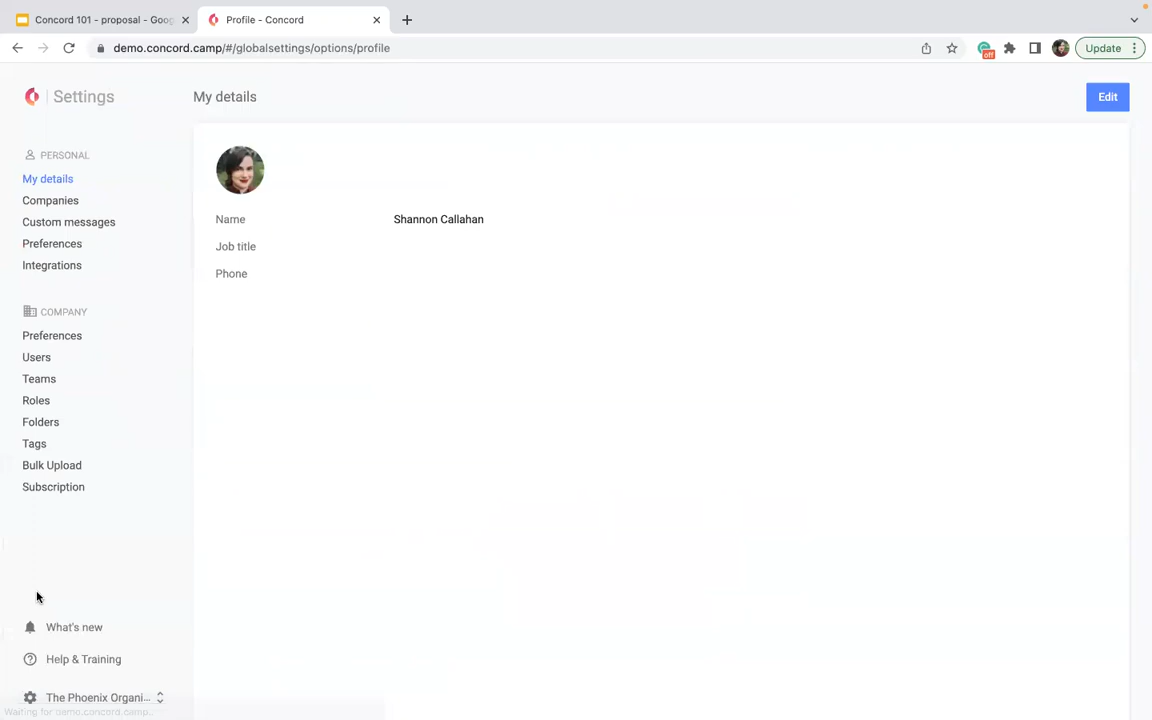 Concord 101 - proposal - Goog
Profile - Concord
demo.concord.camp/#/globalsettings/options/profile
off
Update
Settings
My details
Edit
PERSONAL
My details
Companies
Custom messages
Preferences
Integrations
Name
Shannon Callahan
Job title
Phone
COMPANY
Preferences
Users
Teams
Roles
Folders
Tags
Bulk Upload
Subscription
What's new
Help & Training
The Phoenix Organi...
Waiting for demo.concord.camp...